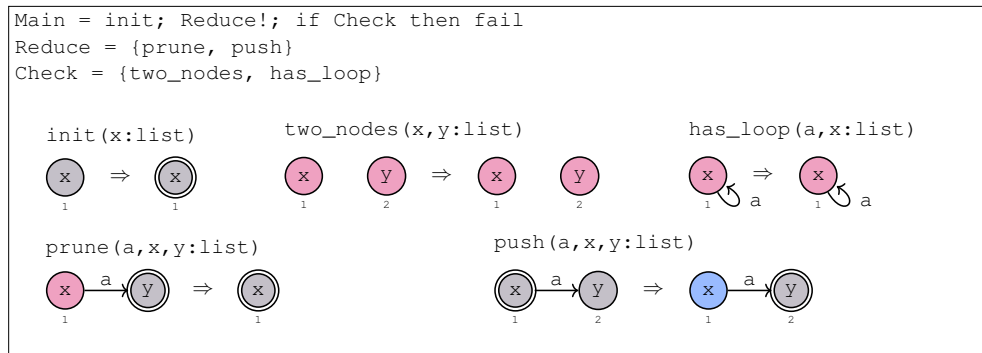 Main = init; Reduce!; if Check then fail
Reduce = {prune, push}
Check = {two_nodes, has_loop}
init(x:list) two_nodes(x,y:list) has_loop(a,x:list)
x ⇒ x x y ⇒ x y x a ⇒ x a
1 1 1 2 1 2 1 1
prune(a,x,y:list) push(a,x,y:list)
x a y ⇒ x x a y ⇒ x a y
1 1 1 2 1 2